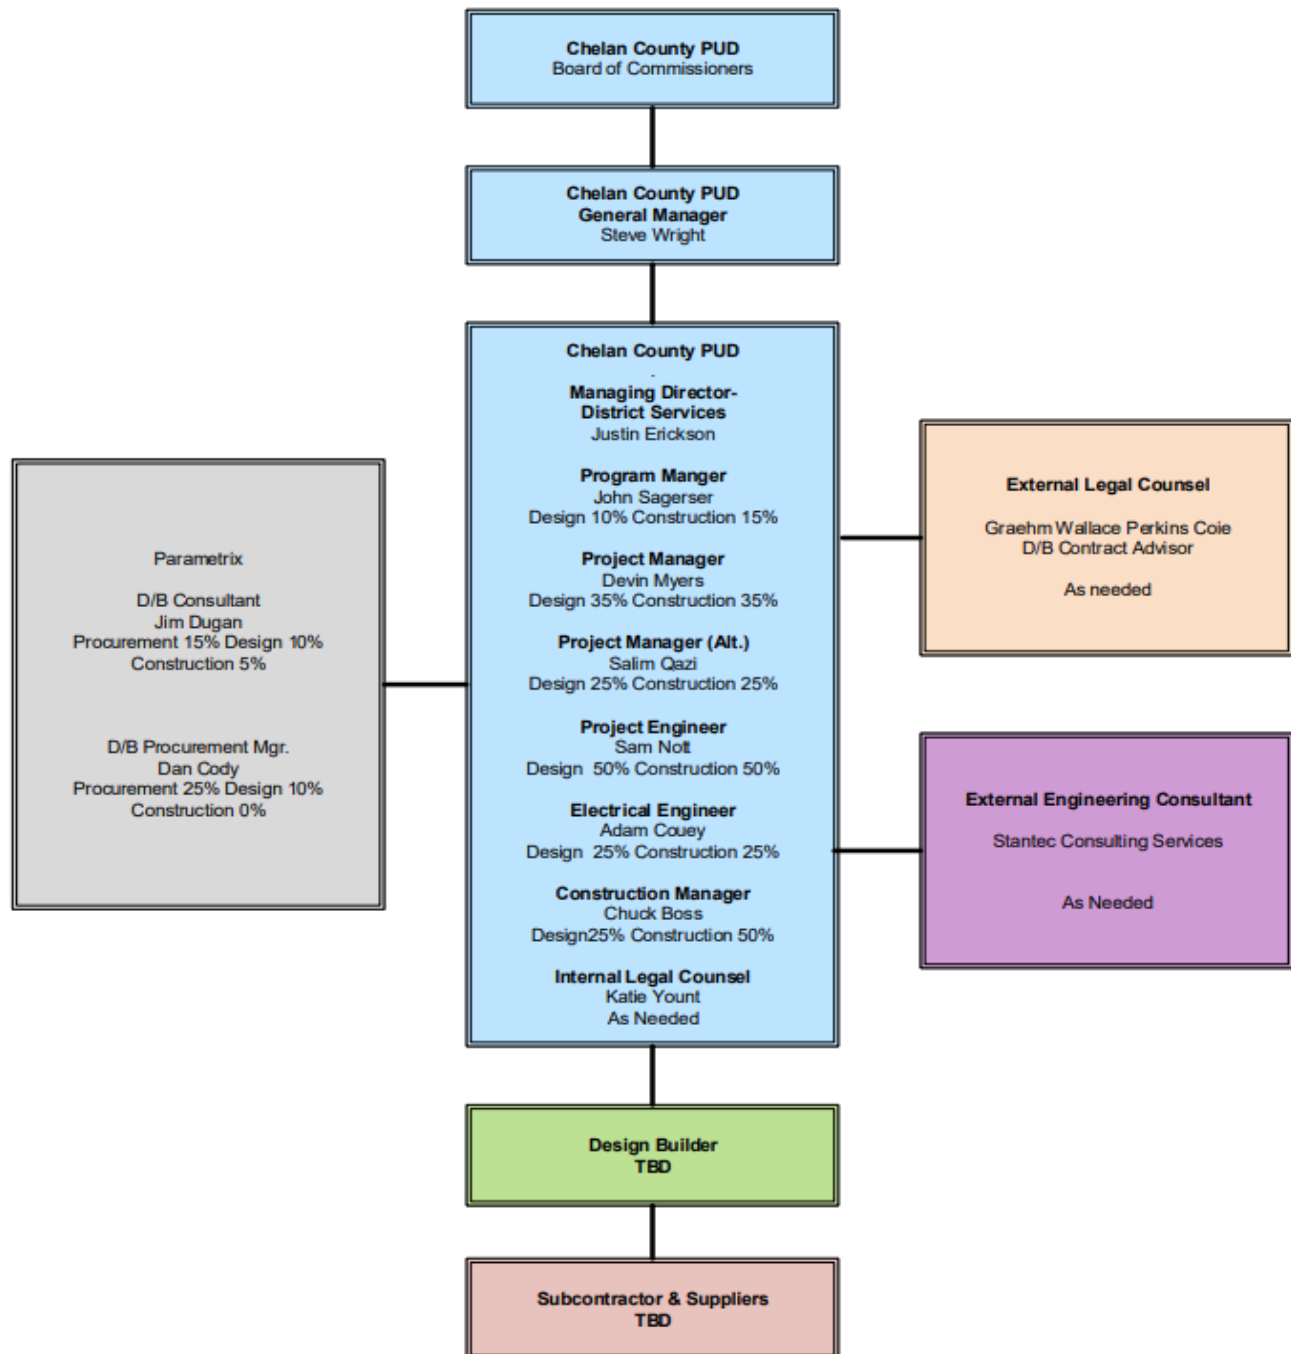 Chelan County PUD
Board of Commissioners
Chelan County PUD
General Manager
Steve Wright
Chelan County PUD
Managing Director-
District Services
Justin Erickson
Program Manger
John Sagerser
Design 10% Construction 15%
Project Manager
Devin Myers
Design 35% Construction 35%
Project Manager (Alt.)
Salim Qazi
Design 25% Construction 25%
Project Engineer
Sam Nott
Design 50% Construction 50%
Electrical Engineer
Adam Couey
Design 25% Construction 25%
Construction Manager
Chuck Boss
Design25% Construction 50%
Internal Legal Counsel
Katie Yount
As Needed
Parametrix
D/B Consultant
Jim Dugan
Procurement 15% Design 10%
Construction 5%
D/B Procurement Mgr.
Dan Cody
Procurement 25% Design 10%
Construction 0%
External Legal Counsel
Graehm Wallace Perkins Coie
D/B Contract Advisor
As needed
External Engineering Consultant
Stantec Consulting Services
As Needed
Design Builder
TBD
Subcontractor & Suppliers
TBD